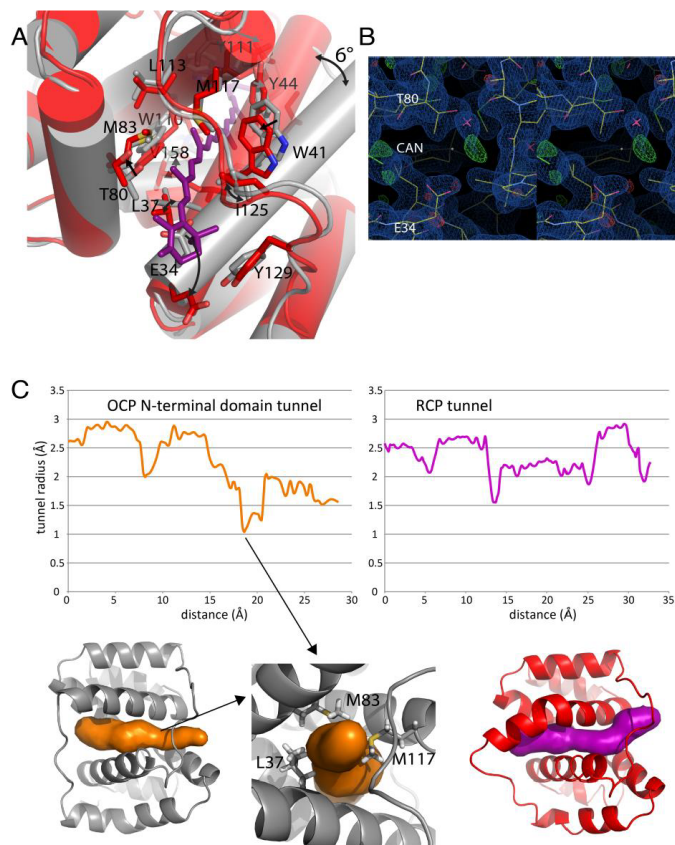 A
B
L113
Y111
M117
Y44
6°
M83
W110
W41
Y158
T80
L37
I125
E34
Y129
T80
CAN
E34
C
OCP N-terminal domain tunnel
RCP tunnel
tunnel radius (Å)
3.5
3
2.5
2
1.5
1
0.5
0
0 5 10 15 20 25 30
distance (Å)
3.5
3
2.5
2
1.5
1
0.5
0
0 5 10 15 20 25 30 35
distance (Å)
M83
L37
M117